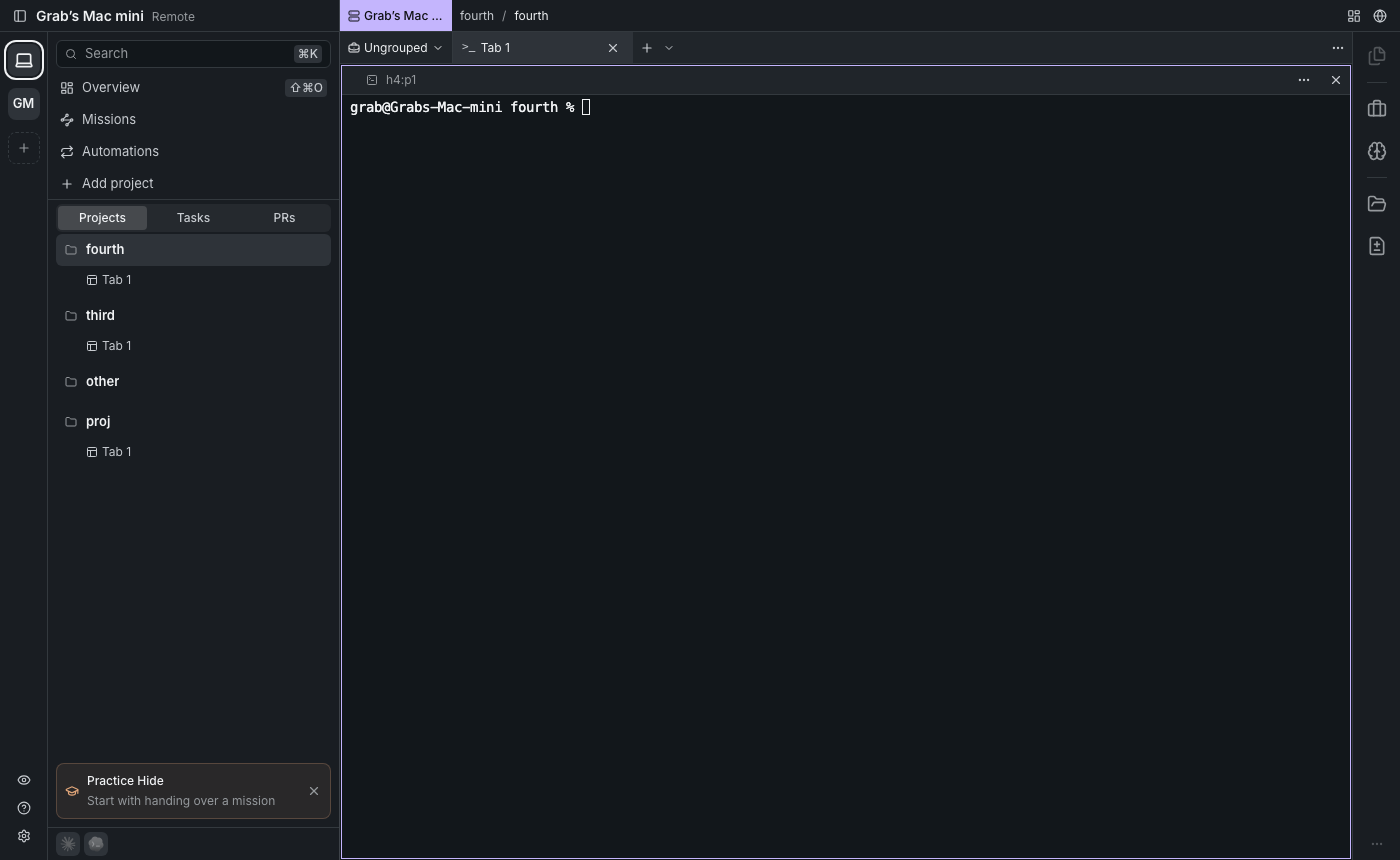 Grab's Mac mini Remote
Grab's Mac ...
fourth / fourth
Search ⌘K
Ungrouped
>_ Tab 1
GM
Overview ⇧⌘O
Missions
Automations
Add project
h4:p1
grab@Grabs-Mac-mini fourth %
Projects
Tasks
PRs
fourth
Tab 1
third
Tab 1
other
proj
Tab 1
Practice Hide
Start with handing over a mission